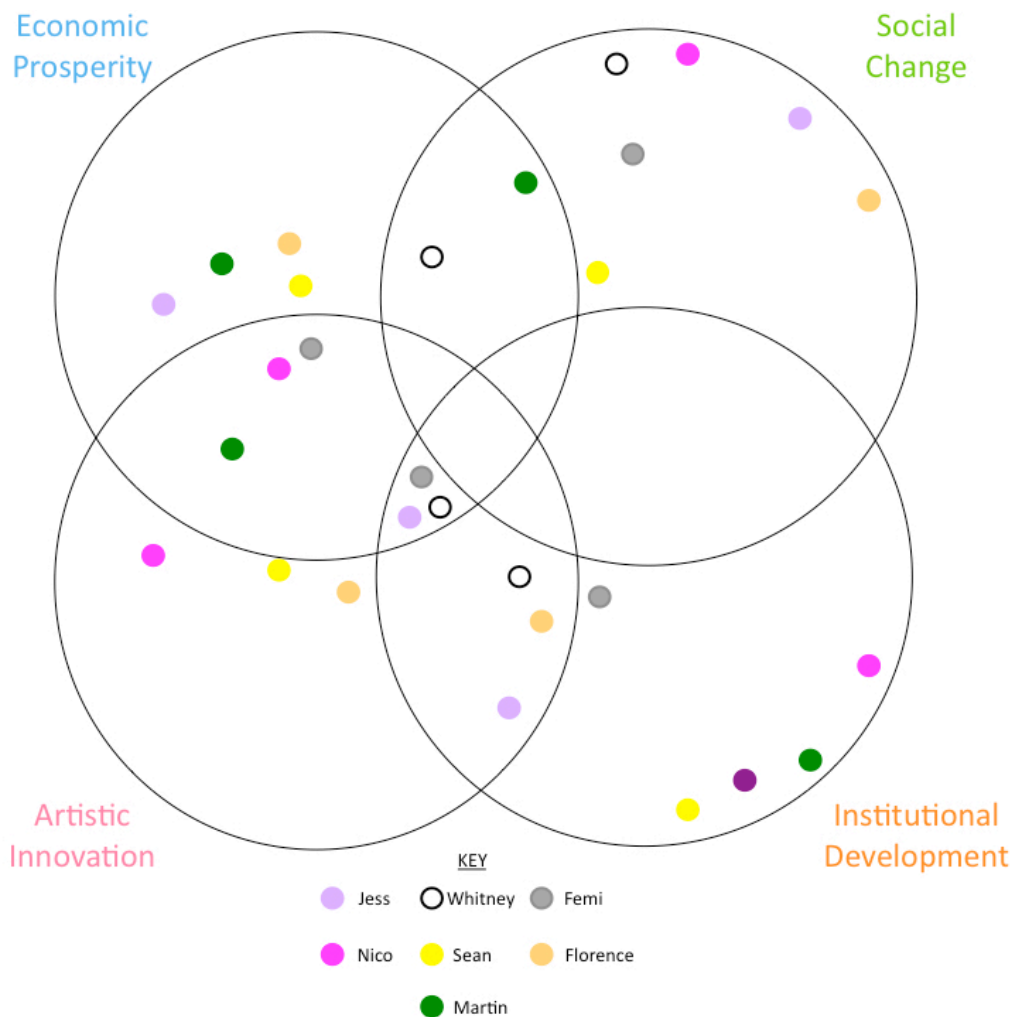 Economic
Prosperity
Social
Change
Artistic
Innovation
Institutional
Development
KEY
Jess
Whitney
Femi
Nico
Sean
Florence
Martin